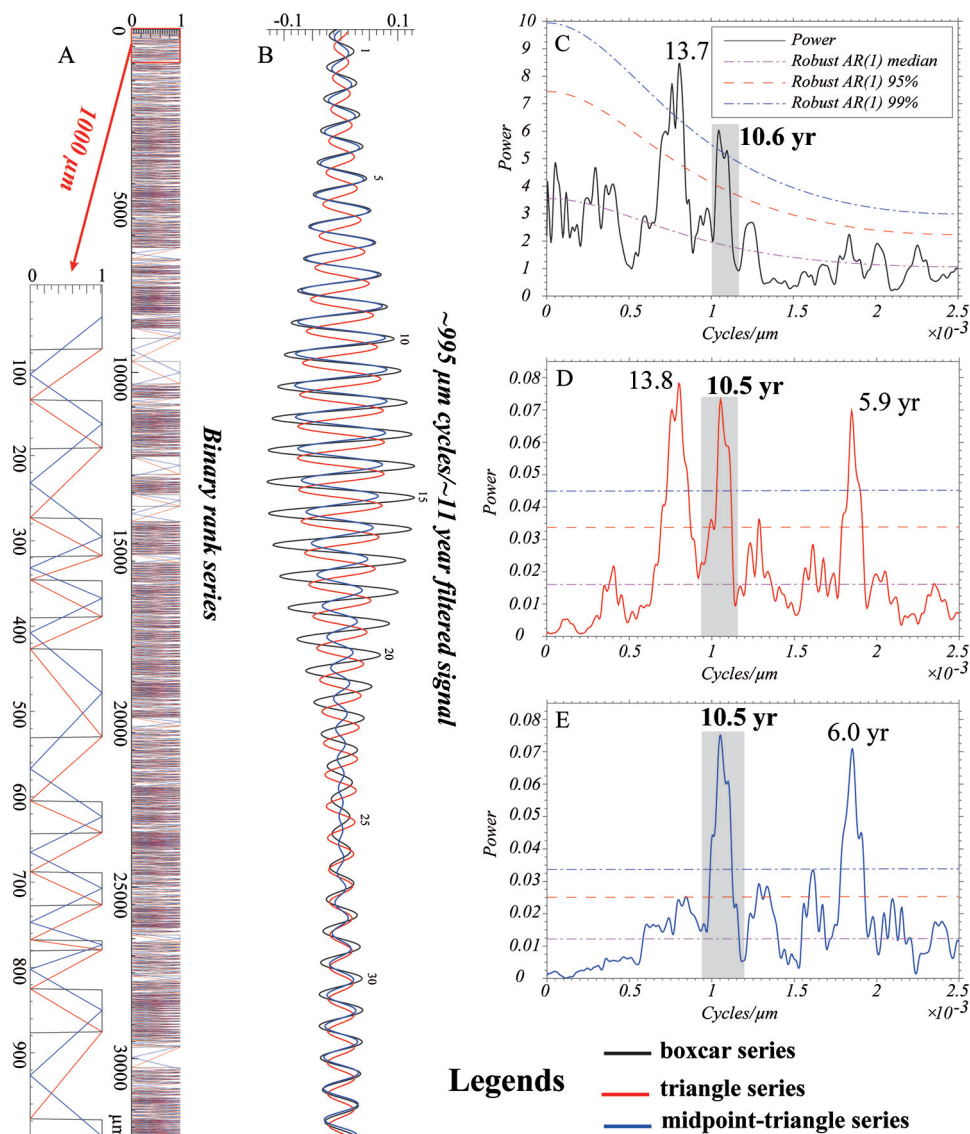 A
0 1
0
5000
10000
15000
20000
25000
30000
μm
1000 μm
0 1
100
200
300
400
500
600
700
800
900
Binary rank series
B
-0.1 0.1
1
5
10
15
20
25
30
~995 μm cycles/~11 year filtered signal
C
13.7
10.6 yr
Power
Robust AR(1) median
Robust AR(1) 95%
Robust AR(1) 99%
Power
10
9
8
7
6
5
4
3
2
1
0
0 0.5 1 1.5 2 2.5
Cycles/μm ×10⁻³
D
13.8
10.5 yr
5.9 yr
Power
0.08
0.07
0.06
0.05
0.04
0.03
0.02
0.01
0
0 0.5 1 1.5 2 2.5
Cycles/μm ×10⁻³
E
10.5 yr
6.0 yr
Power
0.08
0.07
0.06
0.05
0.04
0.03
0.02
0.01
0
0 0.5 1 1.5 2 2.5
Cycles/μm ×10⁻³
Legends
boxcar series
triangle series
midpoint-triangle series